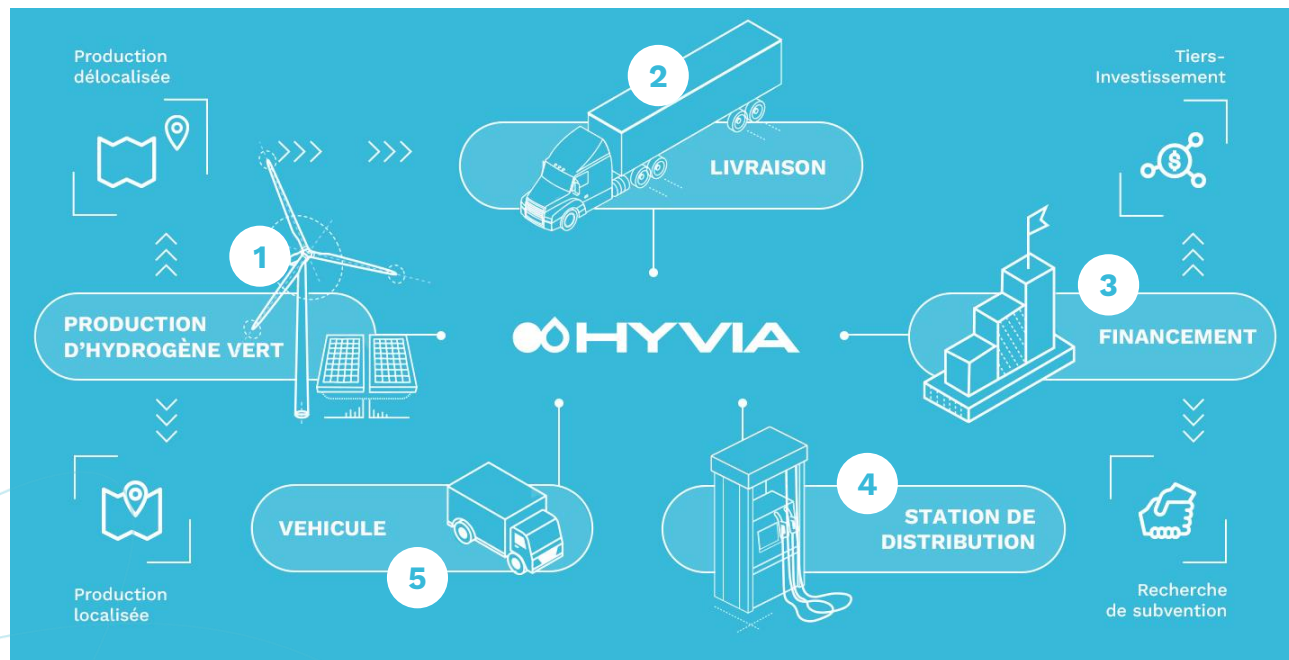 Production
délocalisée
2
LIVRAISON
Tiers-
Investissement
1
PRODUCTION
D'HYDROGÈNE VERT
HYVIA
3
FINANCEMENT
$
VEHICULE
5
4
STATION DE
DISTRIBUTION
Production
localisée
Recherche
de subvention